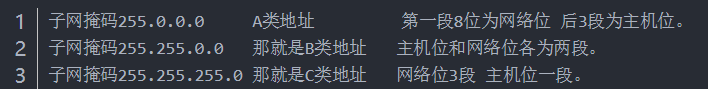 1 子网掩码255.0.0.0 A类地址 第一段8位为网络位 后3段为主机位。
2 子网掩码255.255.0.0 那就是B类地址 主机位和网络位各为两段。
3 子网掩码255.255.255.0 那就是C类地址 网络位3段 主机位一段。